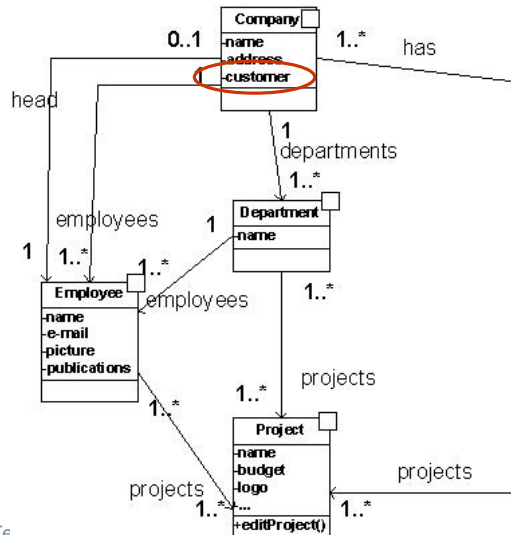 Company
0..1
-name
1..*
has
-address
1
-customer
head
1
departments
1..*
employees
1
Department
1
1..*
1..*
-name
Employee
employees
1..*
-name
-e-mail
-picture
-publications
projects
1..*
1..*
Project
-name
projects
-budget
projects
-logo
1..*
+...
1..*
+editProject()